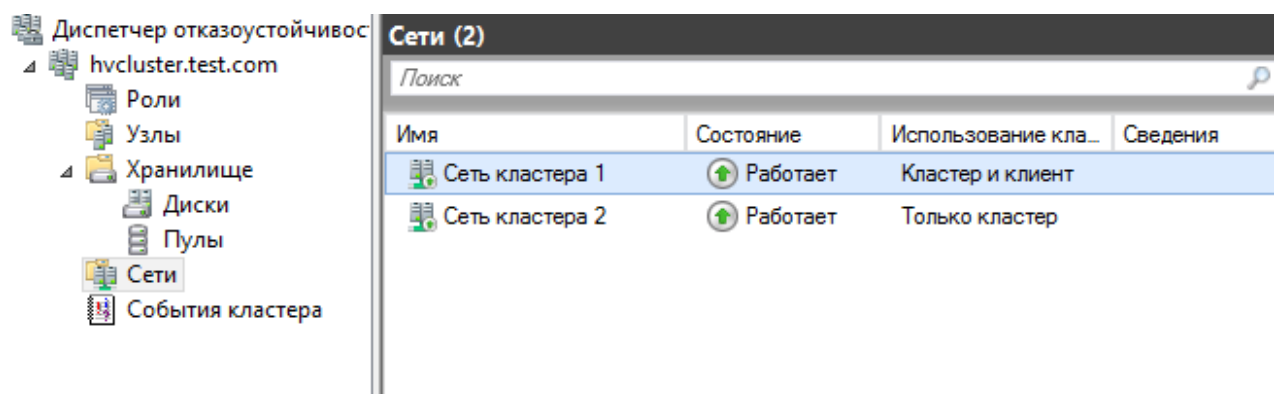 Диспетчер отказоустойчивос
hvcluster.test.com
Роли
Узлы
Хранилище
Диски
Пулы
Сети
События кластера
Сети (2)
Поиск
Имя Состояние Использование кла... Сведения
Сеть кластера 1 Работает Кластер и клиент
Сеть кластера 2 Работает Только кластер